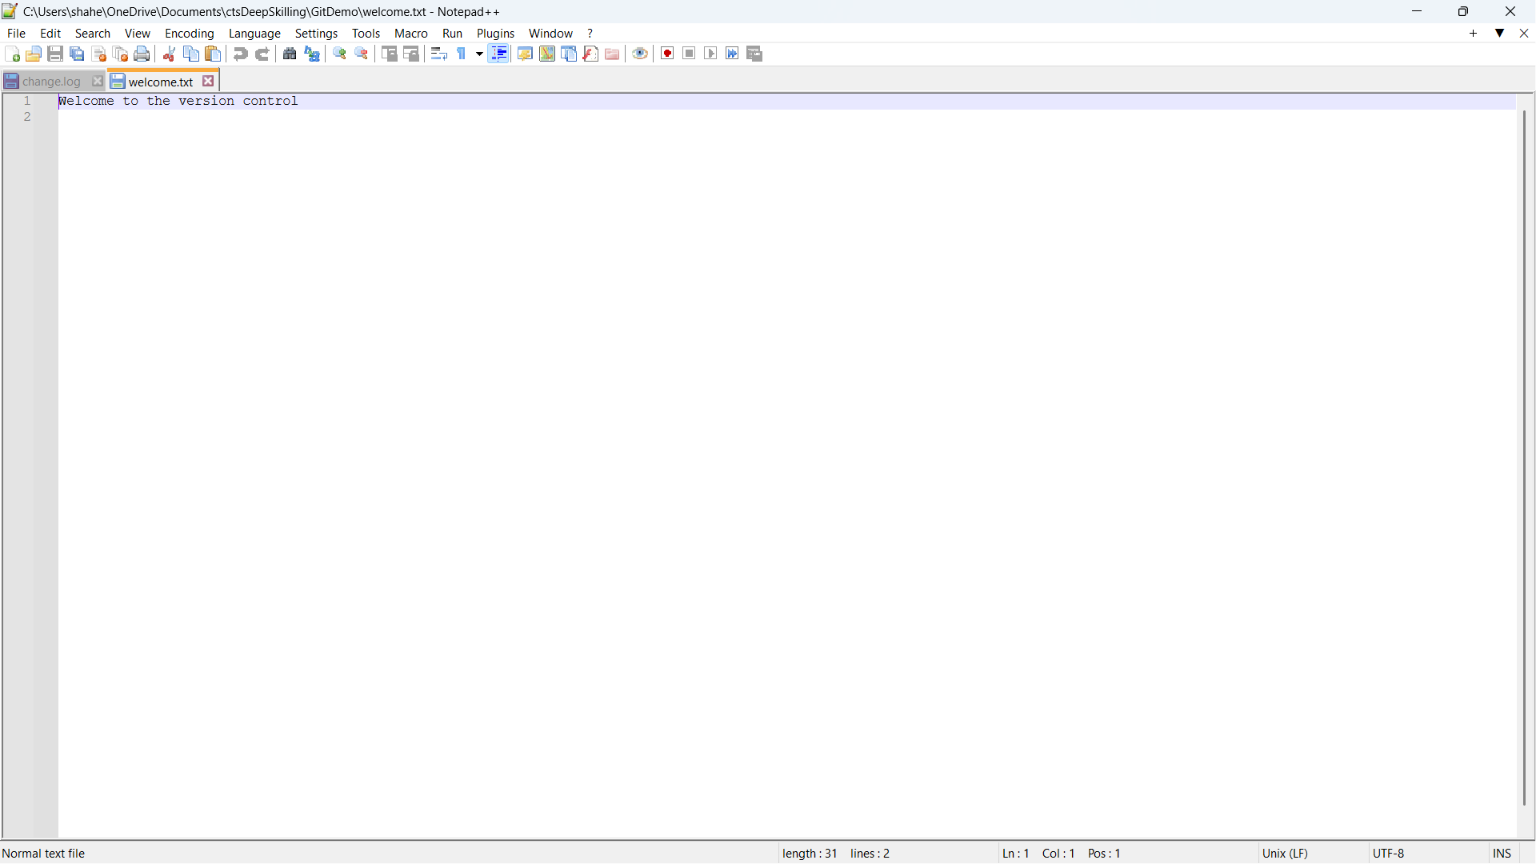 C:\Users\shahe\OneDrive\Documents\ctsDeepSkilling\GitDemo\welcome.txt - Notepad++
File Edit Search View Encoding Language Settings Tools Macro Run Plugins Window ?
change.log welcome.txt
1 Welcome to the version control
2
Normal text file length : 31 lines : 2 Ln : 1 Col : 1 Pos : 1 Unix (LF) UTF-8 INS